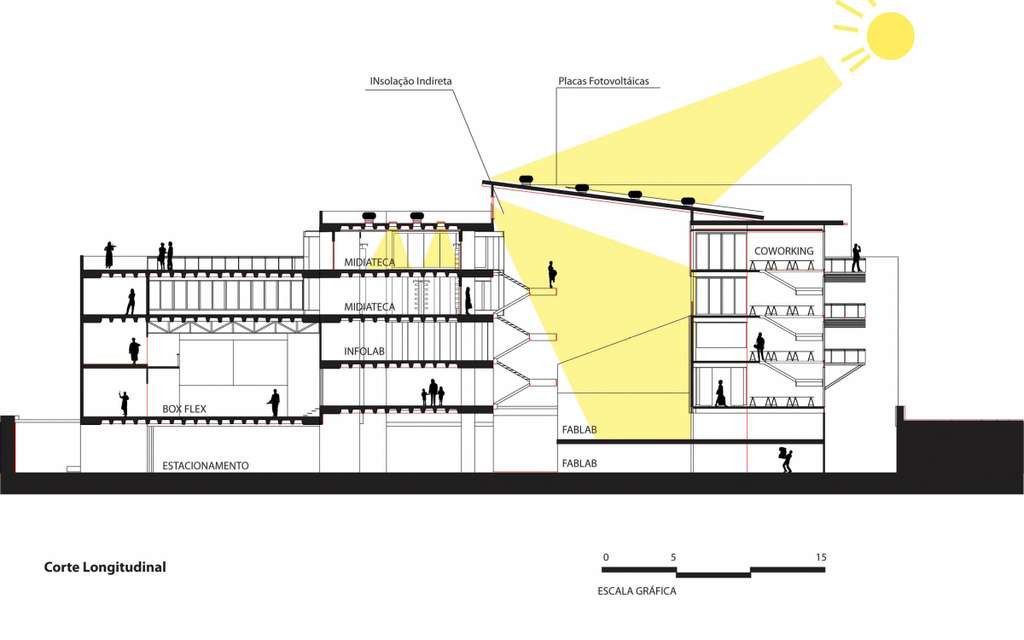 INsolação Indireta
Placas Fotovoltáicas
COWORKING
MIDIATECA
MIDIATECA
INFOLAB
BOX FLEX
FABLAB
ESTACIONAMENTO
FABLAB
Corte Longitudinal
0 5 15
ESCALA GRÁFICA